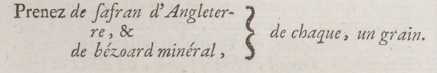 Prenez de ſafran d'Angleter-
re, &
de bézoard minéral,
} de chaque, un grain.